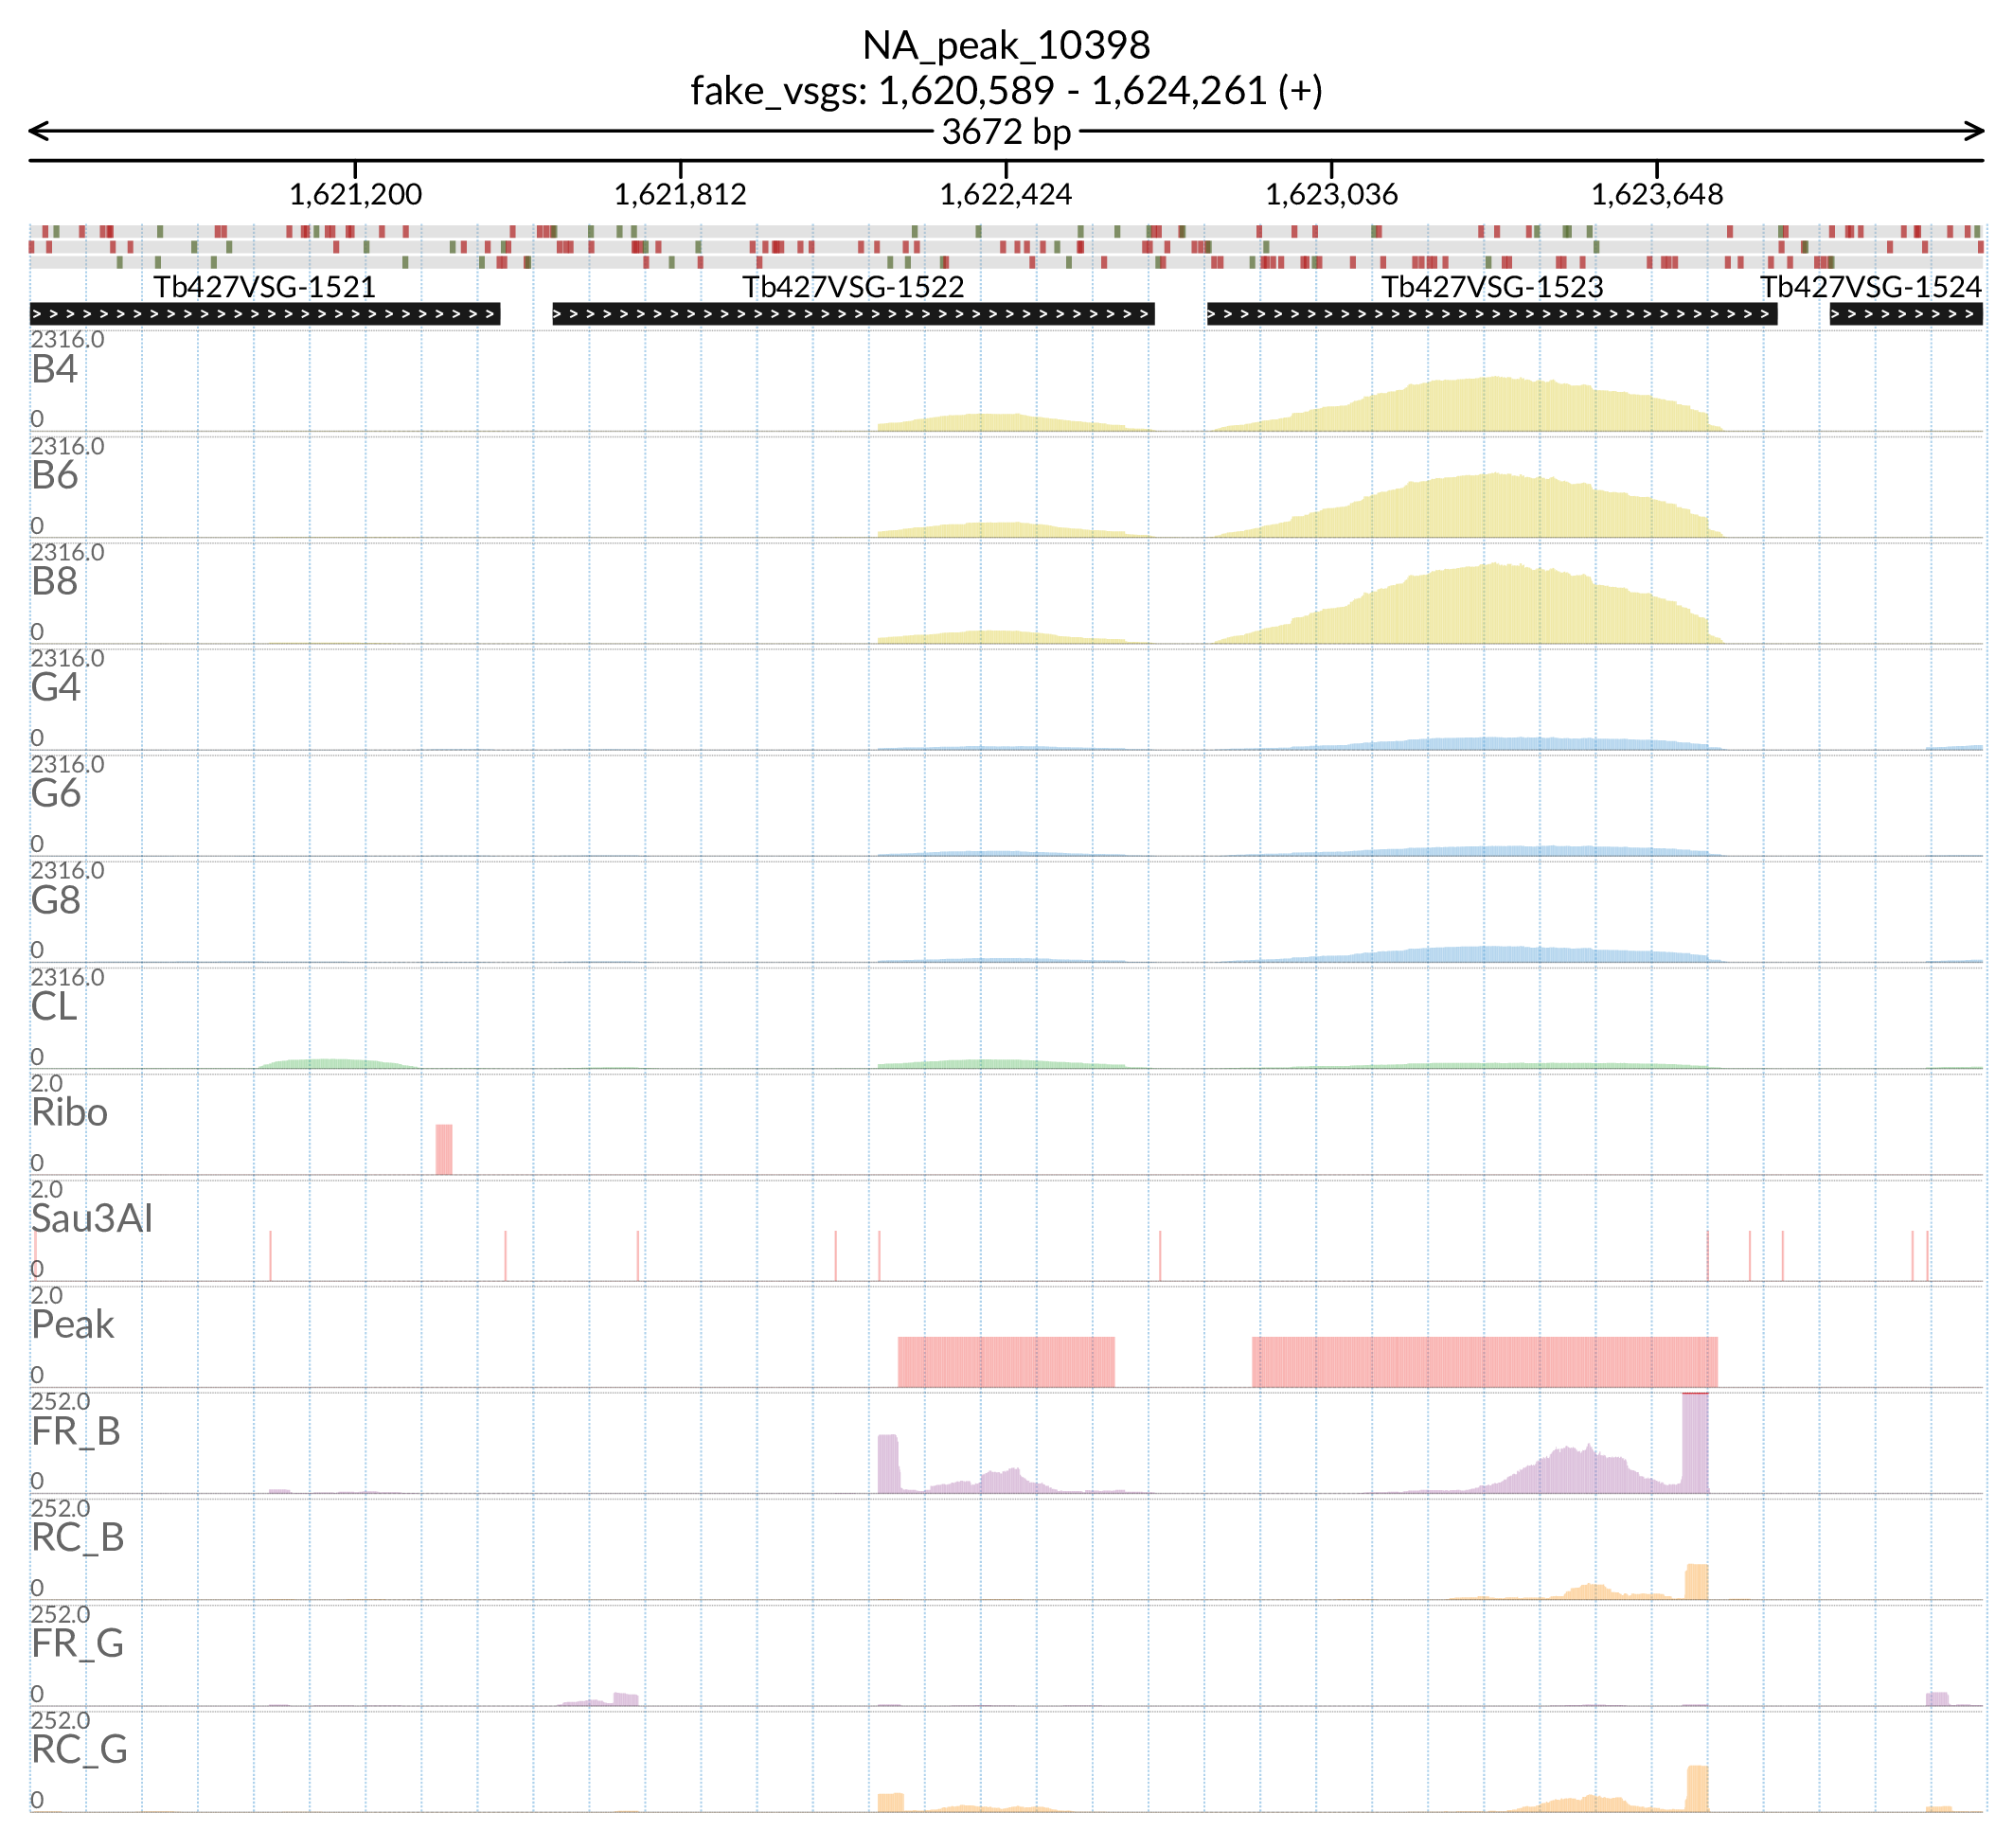 NA_peak_10398
fake_vsgs: 1,620,589 - 1,624,261 (+)
3672 bp
1,621,200 1,621,812 1,622,424 1,623,036 1,623,648
Tb427VSG-1521 Tb427VSG-1522 Tb427VSG-1523 Tb427VSG-1524
2316.0
B4
0
2316.0
B6
0
2316.0
B8
0
2316.0
G4
0
2316.0
G6
0
2316.0
G8
0
2316.0
CL
0
2.0
Ribo
0
2.0
Sau3AI
0
2.0
Peak
0
252.0
FR_B
0
252.0
RC_B
0
252.0
FR_G
0
252.0
RC_G
0